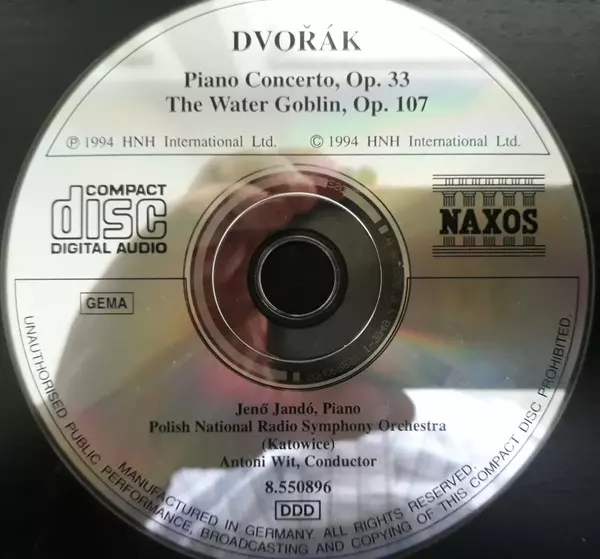 DVOŘÁK
Piano Concerto, Op. 33
The Water Goblin, Op. 107
℗ 1994 HNH International Ltd. © 1994 HNH International Ltd.
COMPACT
disc
DIGITAL AUDIO
NAXOS
GEMA
Jenő Jandó, Piano
Polish National Radio Symphony Orchestra
(Katowice)
Antoni Wit, Conductor
8.550896
DDD
MANUFACTURED IN GERMANY. ALL RIGHTS RESERVED.
UNAUTHORISED PUBLIC PERFORMANCE, BROADCASTING AND COPYING OF THIS COMPACT DISC PROHIBITED.